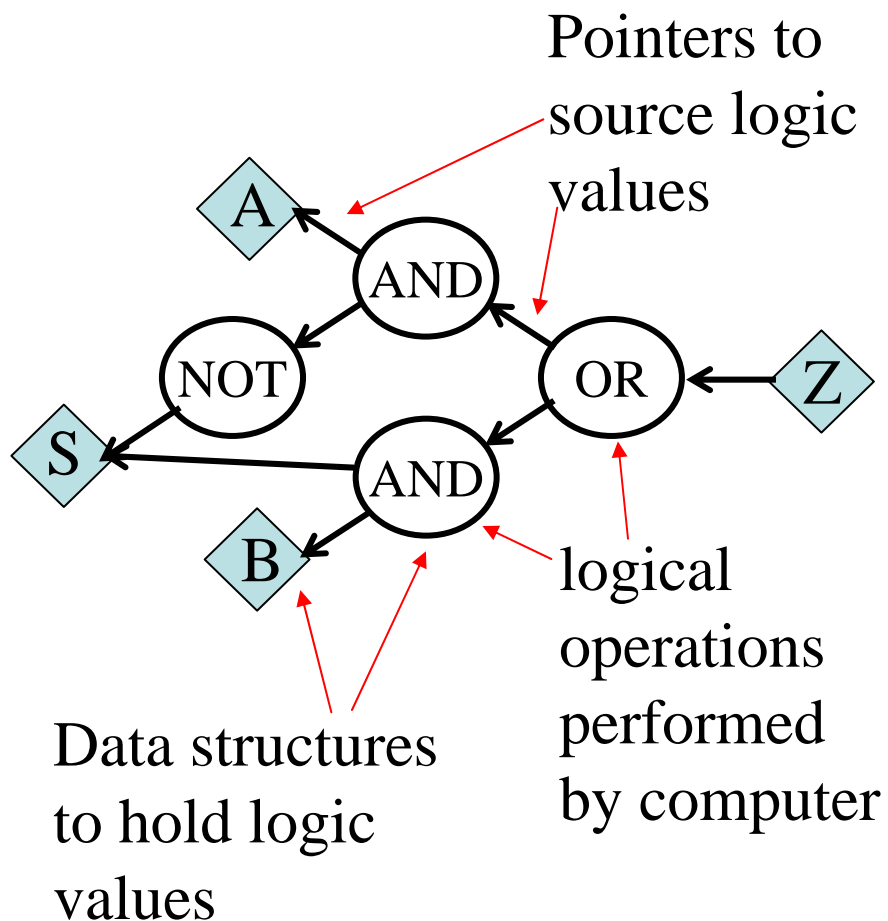 Pointers to
source logic
values
A
AND
NOT
OR
Z
S
AND
B
logical
operations
performed
by computer
Data structures
to hold logic
values